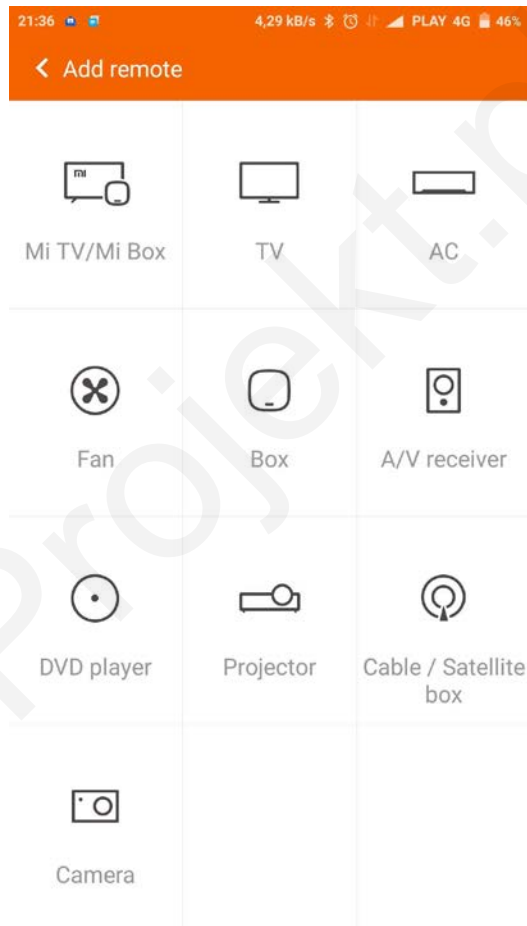 21:36 4,29 kB/s PLAY 4G 46%
Add remote
mi
Mi TV/Mi Box TV AC
Fan Box A/V receiver
DVD player Projector Cable / Satellite
box
Camera
Projekt.